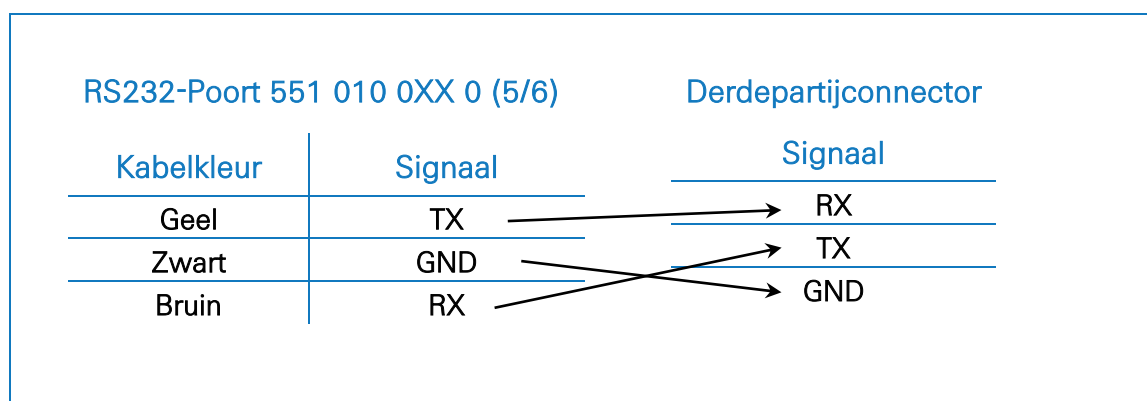 RS232-Poort 551 010 0XX 0 (5/6)
Kabelkleur Signaal
Geel TX
Zwart GND
Bruin RX
Derdepartijconnector
Signaal
RX
TX
GND